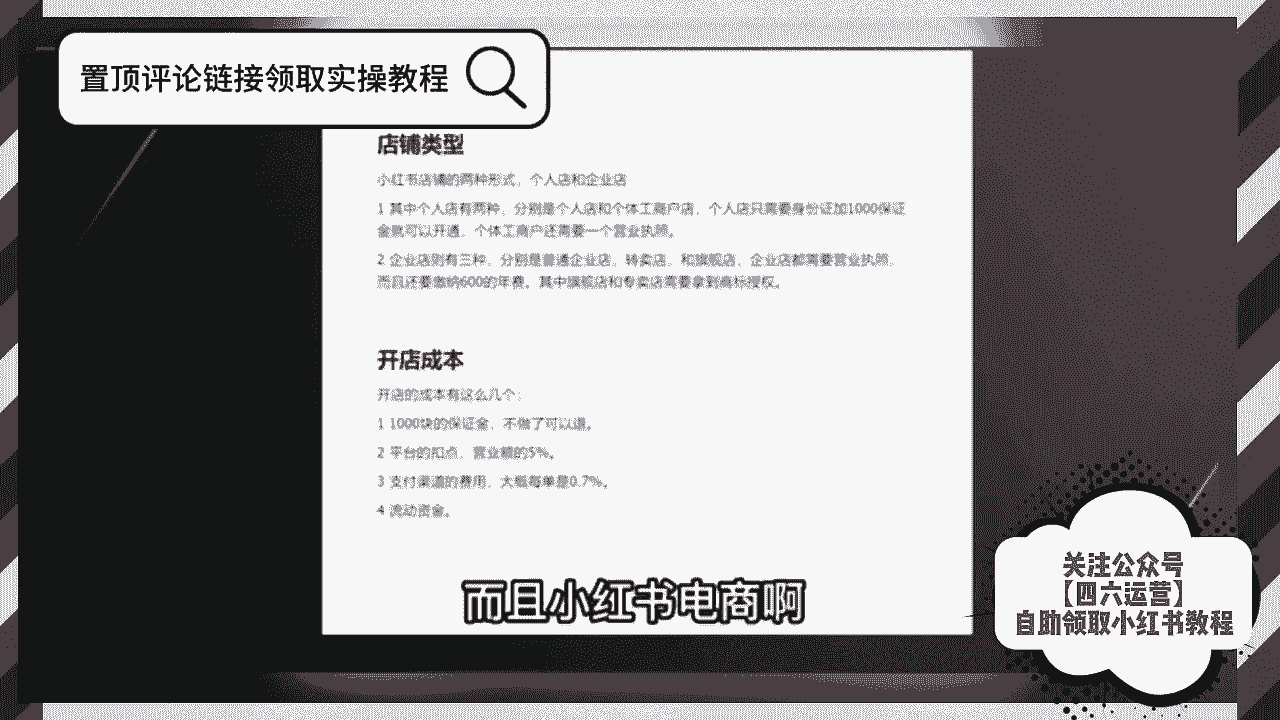 置顶评论链接领取实操教程
店铺类型
小红书店铺的两种形式，个人店和企业店
1 其中个人店有两种，分别是个人店和个体工商户店，个人店只需要身份证加1000保证
金就可以开通，个体工商户还需要一个营业执照。
2 企业店则有三种，分别是普通企业店、转卖店、和旗舰店，企业店都需要营业执照，
而且还要缴纳600的年费。其中旗舰店和专卖店需要拿到商标授权。
开店成本
开店的成本有这么几个：
1 1000块的保证金，不做了可以退。
2 平台的扣点，营业额的5%。
3 支付渠道的费用，大概每单是0.7%。
4 流动资金。
而且小红书电商啊
关注公众号
【四六运营】
自助领取小红书教程